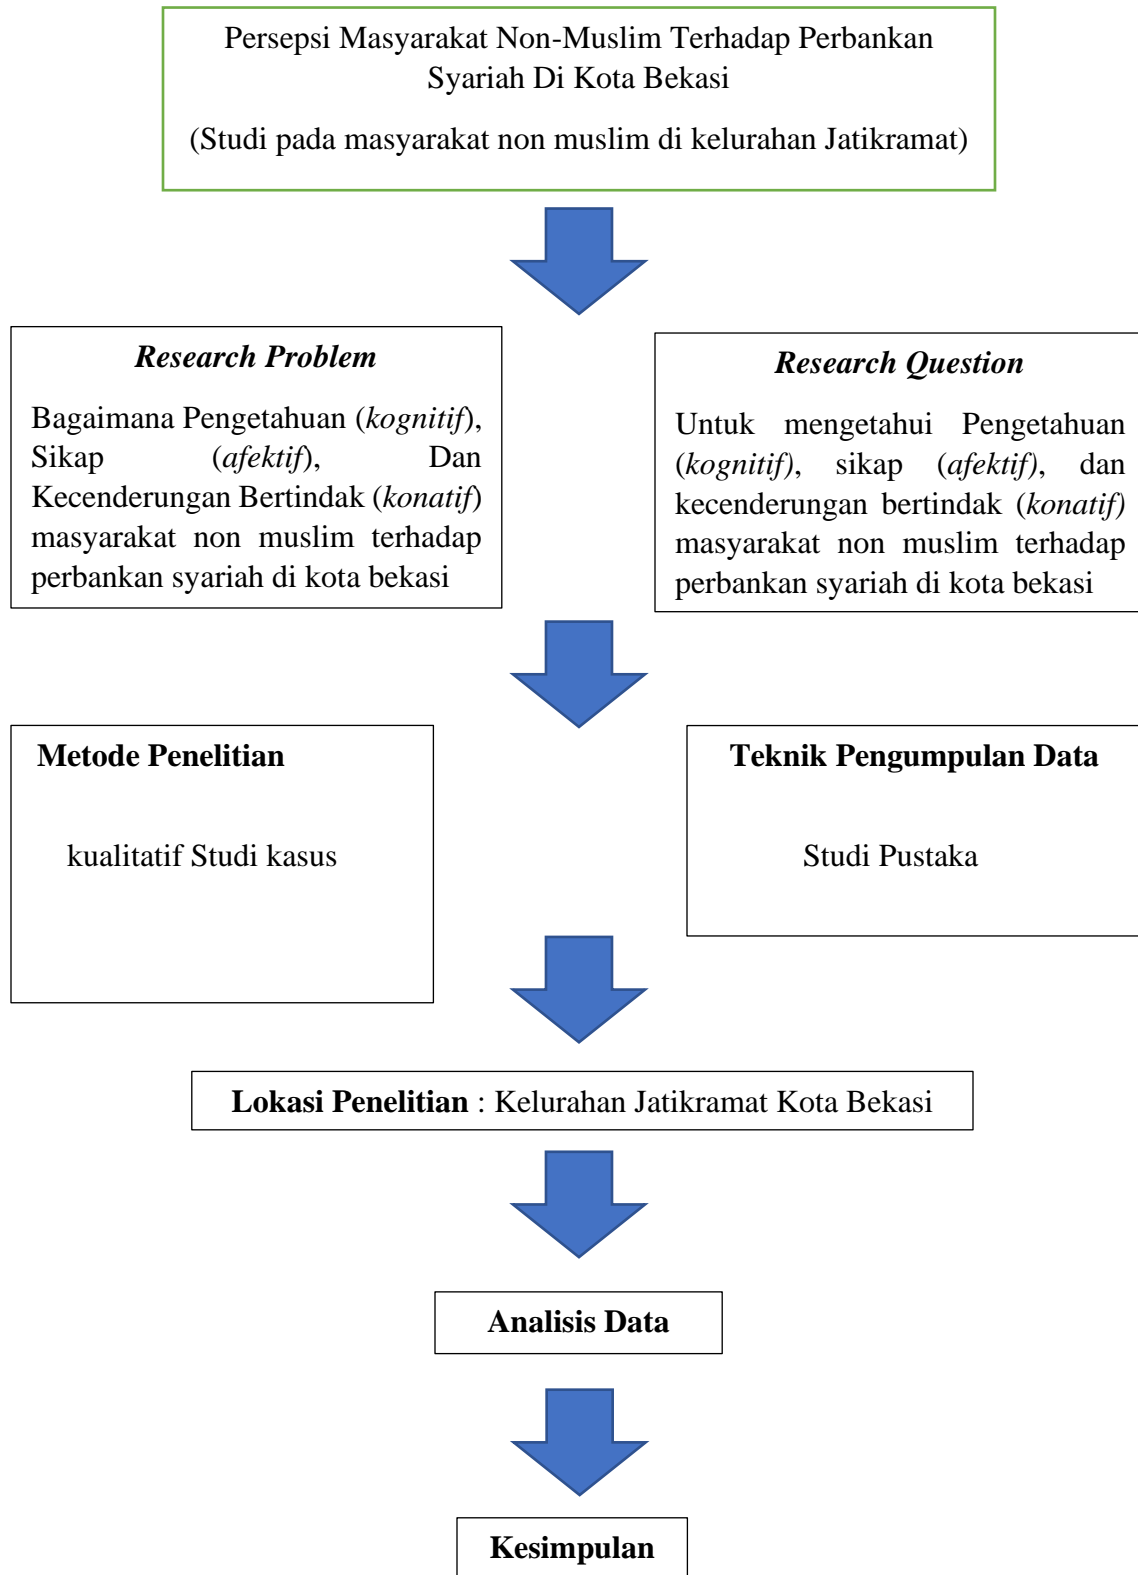 Persepsi Masyarakat Non-Muslim Terhadap Perbankan
Syariah Di Kota Bekasi
(Studi pada masyarakat non muslim di kelurahan Jatikramat)
Research Problem
Bagaimana Pengetahuan (kognitif),
Sikap (afektif), Dan
Kecenderungan Bertindak (konatif)
masyarakat non muslim terhadap
perbankan syariah di kota bekasi
Research Question
Untuk mengetahui Pengetahuan
(kognitif), sikap (afektif), dan
kecenderungan bertindak (konatif)
masyarakat non muslim terhadap
perbankan syariah di kota bekasi
Metode Penelitian
kualitatif Studi kasus
Teknik Pengumpulan Data
Studi Pustaka
Lokasi Penelitian : Kelurahan Jatikramat Kota Bekasi
Analisis Data
Kesimpulan